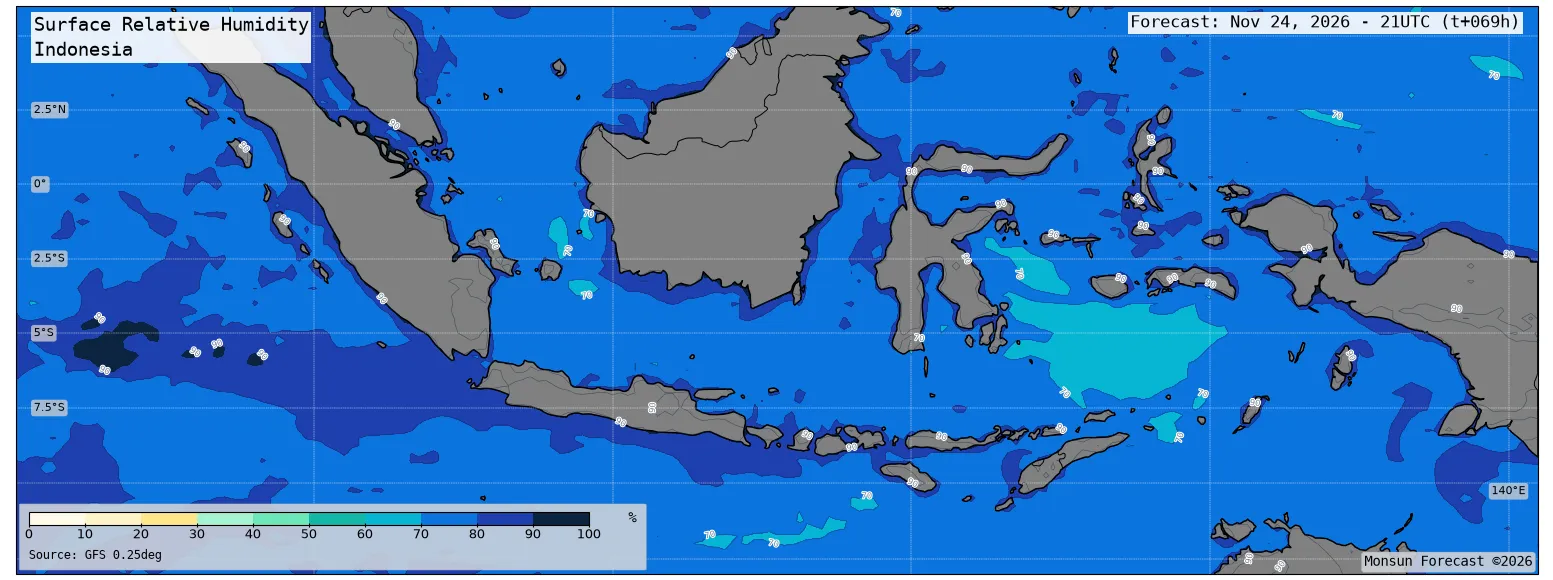 Surface Relative Humidity
Indonesia
Forecast: Nov 24, 2026 - 21UTC (t+069h)
2.5°N
0°
2.5°S
5°S
7.5°S
140°E
0 10 20 30 40 50 60 70 80 90 100
%
Source: GFS 0.25deg
Monsun Forecast ©2026